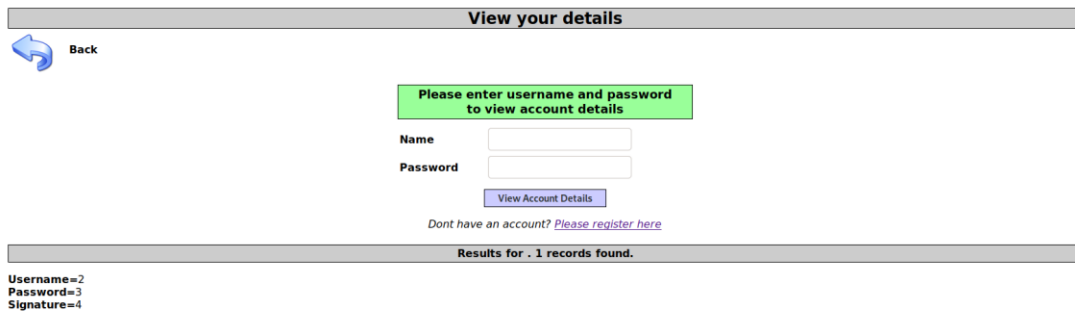 View your details
Back
Please enter username and password
to view account details
Name
Password
View Account Details
Dont have an account? Please register here
Results for . 1 records found.
Username=2
Password=3
Signature=4